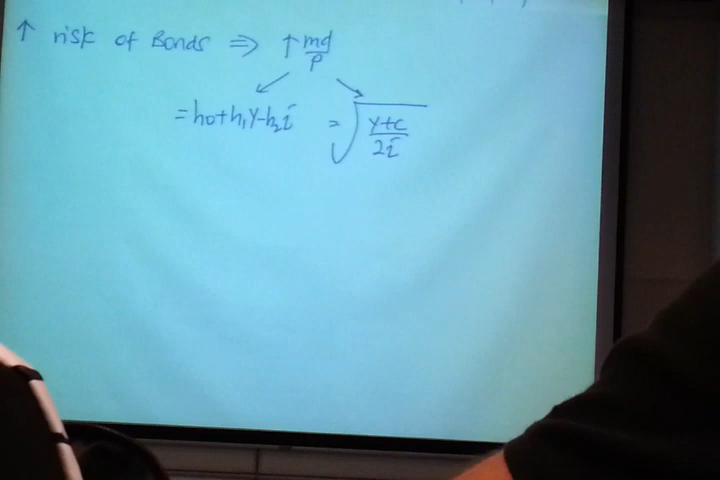 ↑ risk of Bonds ⇒ ↑ md/P
= h₀+h₁Y-h₂i = √((Y+C)/2i)